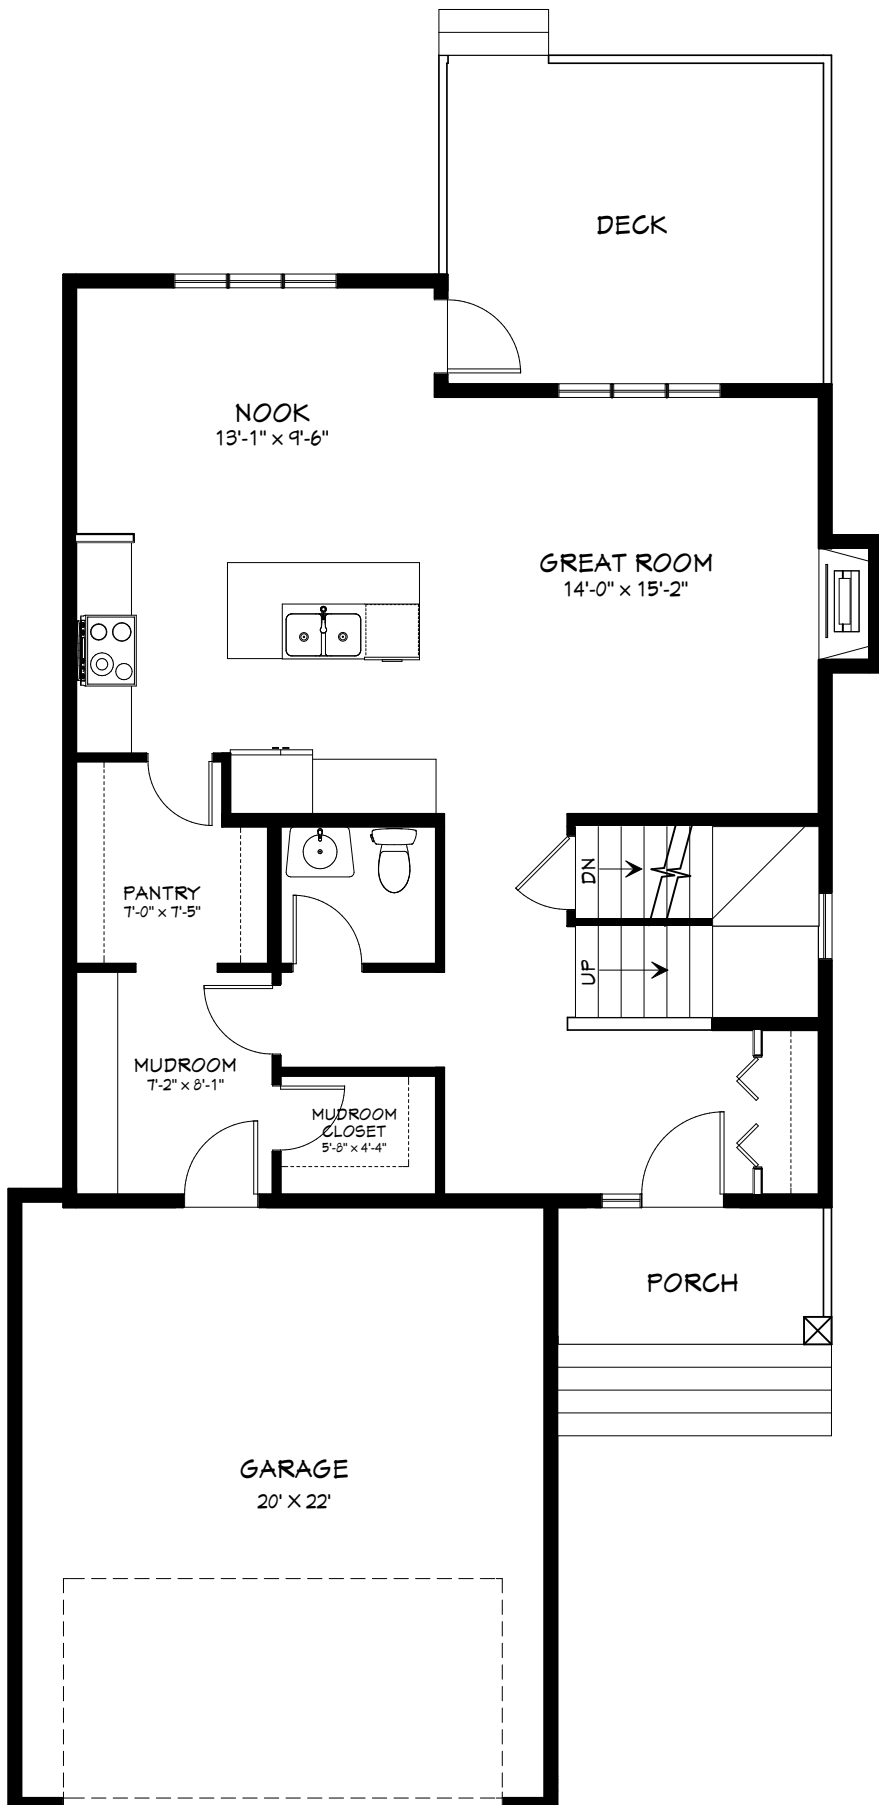 DECK
NOOK
13'-1" x 9'-6"
GREAT ROOM
14'-0" x 15'-2"
DN
PANTRY
7'-0" x 7'-5"
UP
MUDROOM
7'-2" x 8'-1"
MUDROOM
CLOSET
5'-8" x 4'-4"
PORCH
GARAGE
20' X 22'